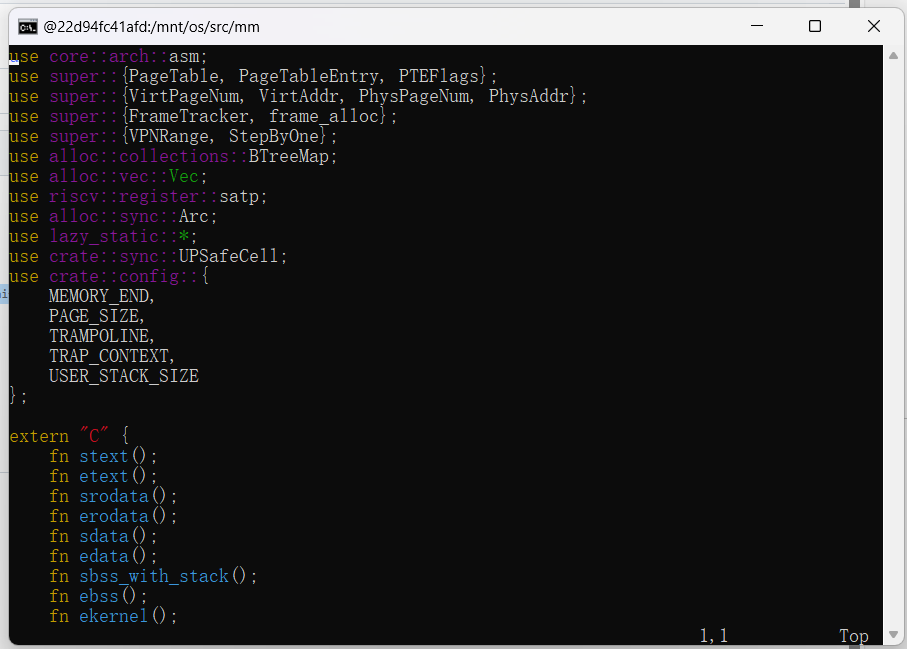 @22d94fc41afd:/mnt/os/src/mm
use core::arch::asm;
use super::{PageTable, PageTableEntry, PTEFlags};
use super::{VirtPageNum, VirtAddr, PhysPageNum, PhysAddr};
use super::{FrameTracker, frame_alloc};
use super::{VPNRange, StepByOne};
use alloc::collections::BTreeMap;
use alloc::vec::Vec;
use riscv::register::satp;
use alloc::sync::Arc;
use lazy_static::*;
use crate::sync::UPSafeCell;
use crate::config::{
    MEMORY_END,
    PAGE_SIZE,
    TRAMPOLINE,
    TRAP_CONTEXT,
    USER_STACK_SIZE
};
extern "C" {
    fn stext();
    fn etext();
    fn srodata();
    fn erodata();
    fn sdata();
    fn edata();
    fn sbss_with_stack();
    fn ebss();
    fn ekernel();
1,1 Top